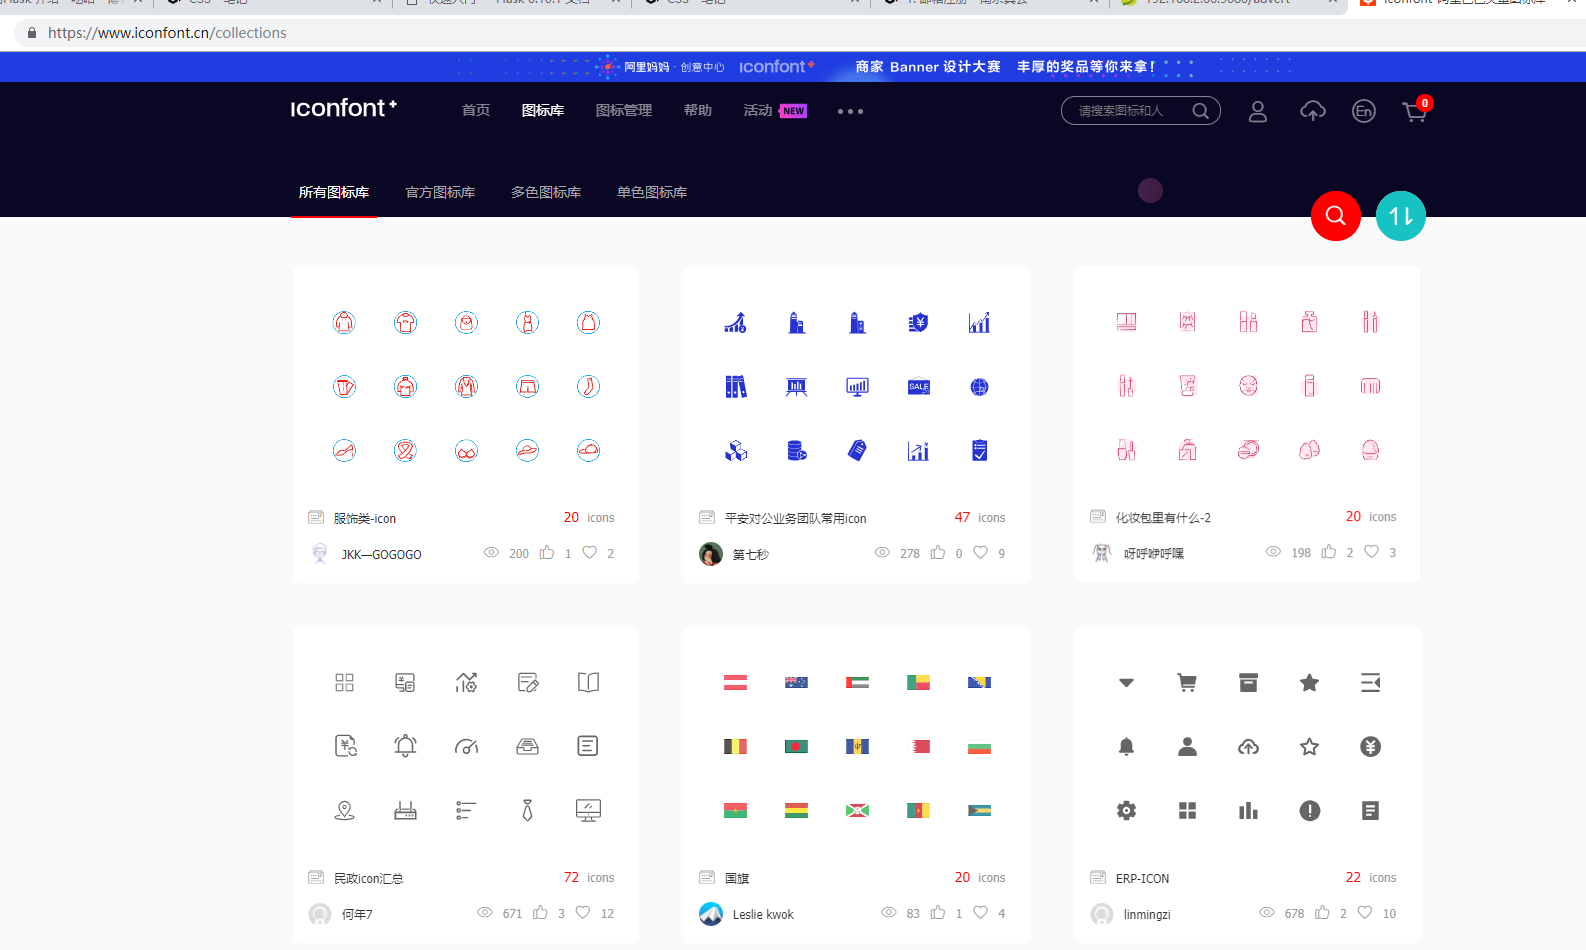 https://www.iconfont.cn/collections
阿里妈妈 · 创意中心 iconfont+ 商家 Banner 设计大赛 丰厚的奖品等你来拿!
iconfont+ 首页 图标库 图标管理 帮助 活动 NEW ••• 请搜索图标和人 En 0
所有图标库 官方图标库 多色图标库 单色图标库
SALE
服饰类-icon 20 icons
JKK—GOGOGO 200 1 2
平安对公业务团队常用icon 47 icons
第七秒 278 0 9
化妆包里有什么-2 20 icons
呀呼咿呼嘿 198 2 3
民政icon汇总 72 icons
何年7 671 3 12
国旗 20 icons
Leslie kwok 83 1 4
ERP-ICON 22 icons
linmingzi 678 2 10